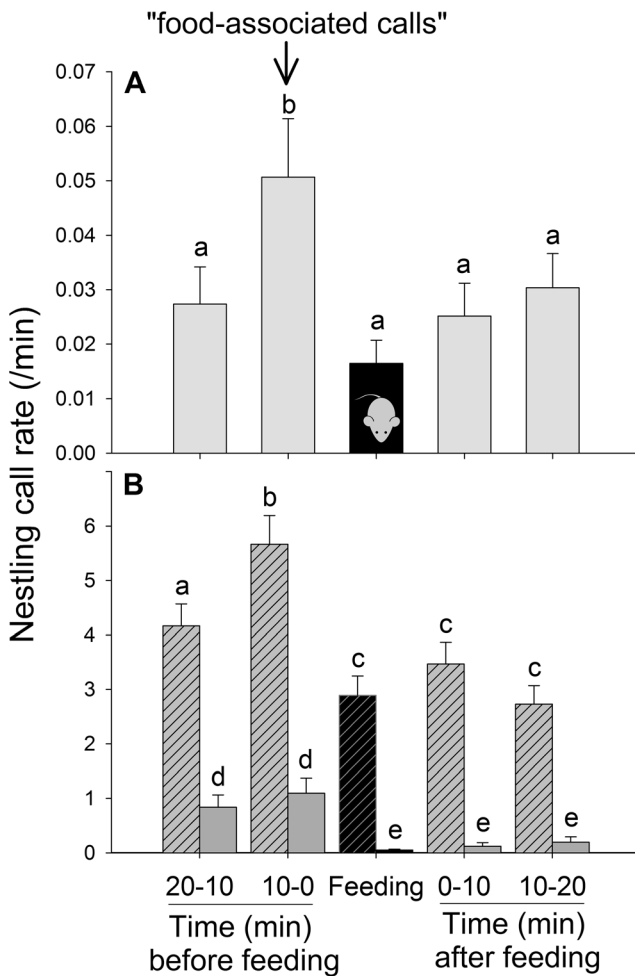 "food-associated calls"
A
0.07
0.06
0.05
0.04
0.03
0.02
0.01
0.00
a
b
a
a
a
Nestling call rate (/min)
B
6
5
4
3
2
1
0
a
d
b
d
c
e
c
e
c
e
20-10 10-0 Feeding 0-10 10-20
Time (min) Time (min)
before feeding after feeding